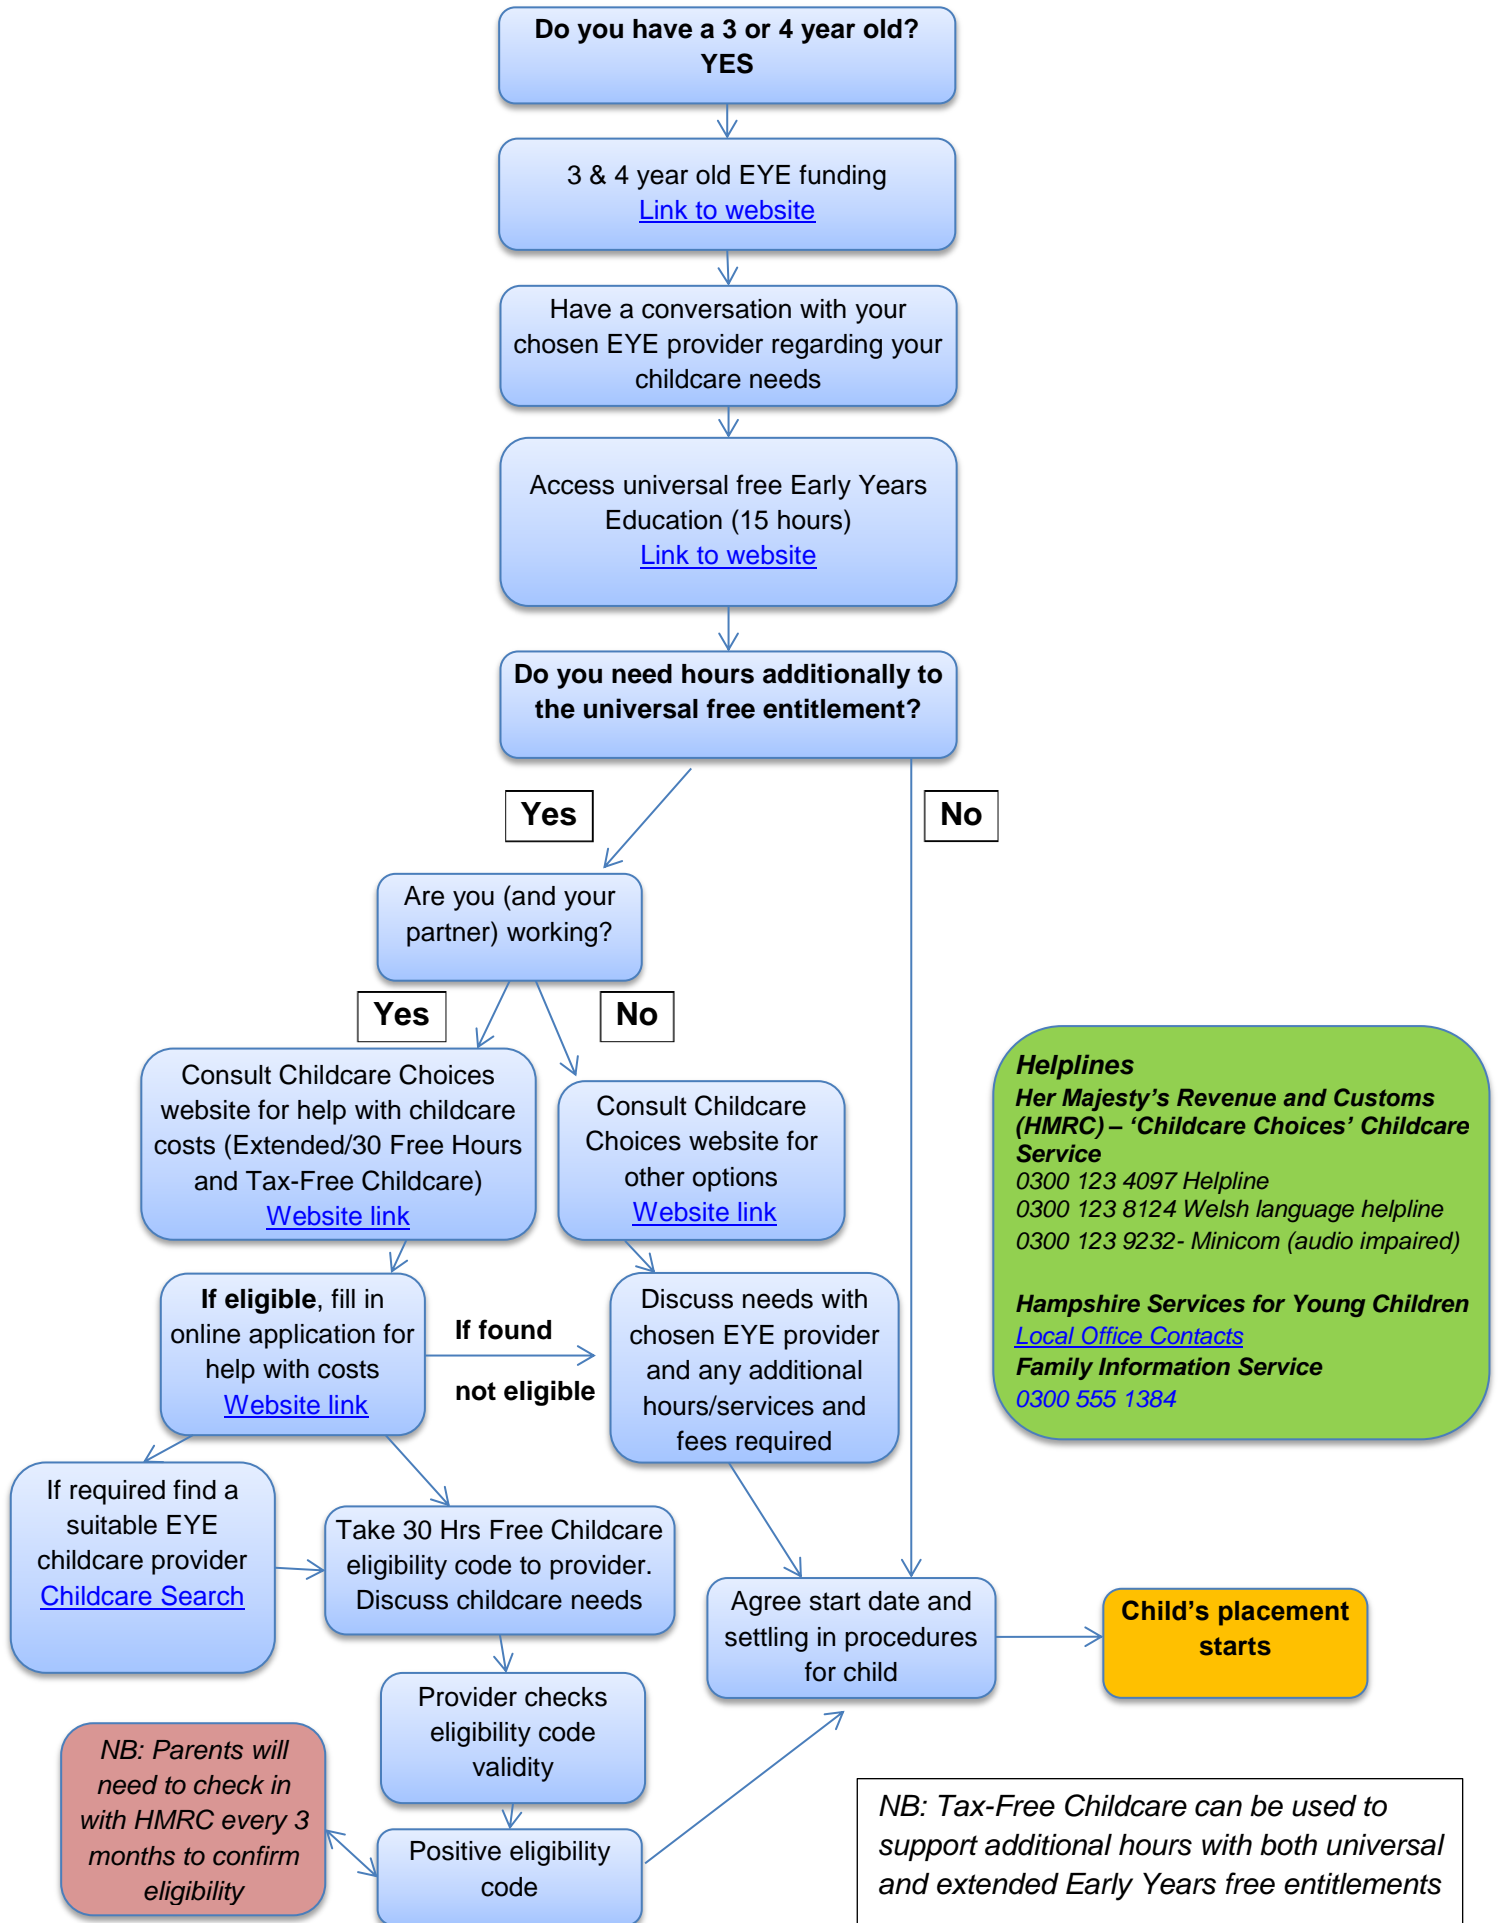 Do you have a 3 or 4 year old?
YES
3 & 4 year old EYE funding
Link to website
Have a conversation with your
chosen EYE provider regarding your
childcare needs
Access universal free Early Years
Education (15 hours)
Link to website
Do you need hours additionally to
the universal free entitlement?
Yes
No
Are you (and your
partner) working?
Yes
No
Consult Childcare Choices
website for help with childcare
costs (Extended/30 Free Hours
and Tax-Free Childcare)
Website link
Consult Childcare
Choices website for
other options
Website link
Helplines
Her Majesty's Revenue and Customs
(HMRC) – 'Childcare Choices' Childcare
Service
0300 123 4097 Helpline
0300 123 8124 Welsh language helpline
0300 123 9232- Minicom (audio impaired)
Hampshire Services for Young Children
Local Office Contacts
Family Information Service
0300 555 1384
If eligible, fill in
online application for
help with costs
Website link
If found
not eligible
Discuss needs with
chosen EYE provider
and any additional
hours/services and
fees required
If required find a
suitable EYE
childcare provider
Childcare Search
Take 30 Hrs Free Childcare
eligibility code to provider.
Discuss childcare needs
Agree start date and
settling in procedures
for child
Child's placement
starts
Provider checks
eligibility code
validity
NB: Parents will
need to check in
with HMRC every 3
months to confirm
eligibility
Positive eligibility
code
NB: Tax-Free Childcare can be used to
support additional hours with both universal
and extended Early Years free entitlements